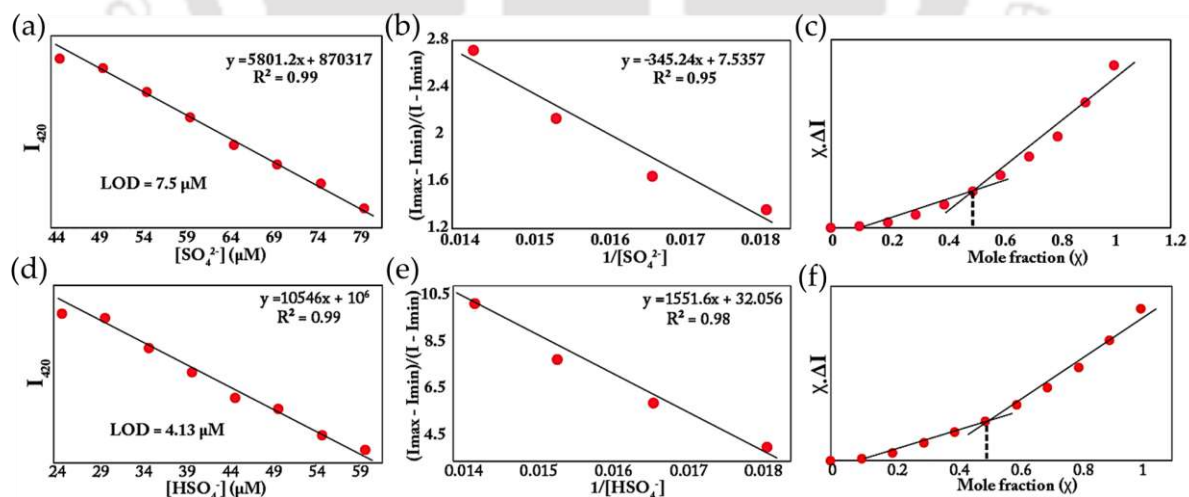 (a)
y = 5801.2x + 870317
R² = 0.99
I₄₂₀
LOD = 7.5 µM
44 49 54 59 64 69 74 79
[SO₄²⁻] (µM)
(b)
2.8
2.4
2
1.6
1.2
y = -345.24x + 7.5357
R² = 0.95
(Imax - Imin)/(I - Imin)
0.014 0.015 0.016 0.017 0.018
1/[SO₄²⁻]
(c)
χ.ΔI
0 0.2 0.4 0.6 0.8 1 1.2
Mole fraction (χ)
(d)
y = 10546x + 10⁶
R² = 0.99
I₄₂₀
LOD = 4.13 µM
24 29 34 39 44 49 54 59
[HSO₄⁻] (µM)
(e)
10.5
8.5
6.5
4.5
y = 1551.6x + 32.056
R² = 0.98
(Imax - Imin)/(I - Imin)
0.014 0.015 0.016 0.017 0.018
1/[HSO₄⁻]
(f)
χ.ΔI
0 0.2 0.4 0.6 0.8 1
Mole fraction (χ)